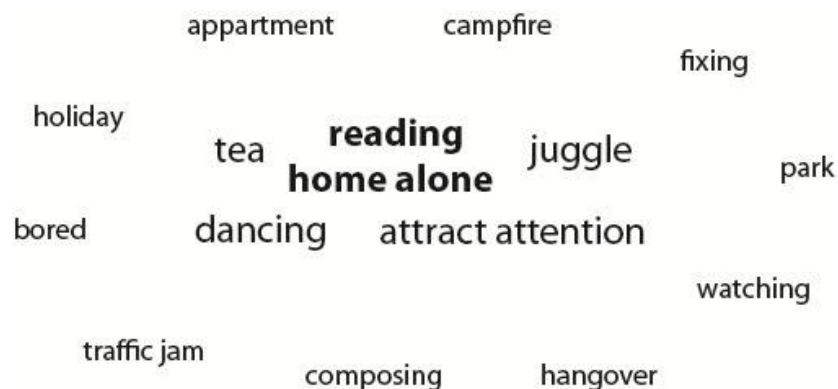 appartment campfire
fixing
holiday
reading
tea juggle
park
home alone
bored dancing attract attention
watching
traffic jam
composing hangover